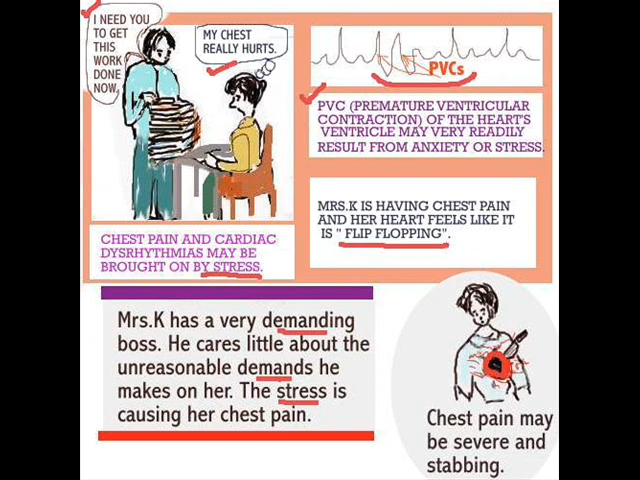 I NEED YOU
TO GET
THIS
WORK
DONE
NOW.
MY CHEST
REALLY HURTS.
PVCs
PVC (PREMATURE VENTRICULAR
CONTRACTION) OF THE HEART'S
VENTRICLE MAY VERY READILY
RESULT FROM ANXIETY OR STRESS.
CHEST PAIN AND CARDIAC
DYSRHYTHMIAS MAY BE
BROUGHT ON BY STRESS.
MRS.K IS HAVING CHEST PAIN
AND HER HEART FEELS LIKE IT
IS " FLIP FLOPPING".
Mrs.K has a very demanding
boss. He cares little about the
unreasonable demands he
makes on her. The stress is
causing her chest pain.
Chest pain may
be severe and
stabbing.